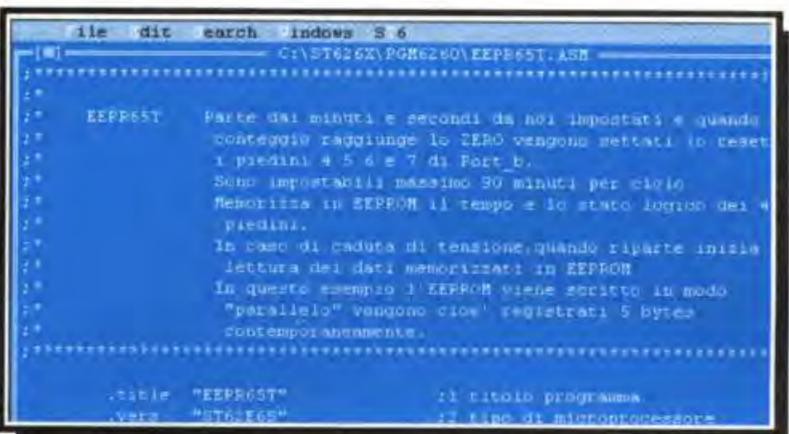 ile dit earch indows S 6
[■] C:\ST626X\PGM6260\EEPR65T.ASM
;***********************************************************************
;*
;* EEPR65T Parte dai minuti e secondi da noi impostati e quando
;* conteggio raggiunge lo ZERO vengono settati (o reset
;* i piedini 4 5 6 e 7 di Port_b.
;* Sono impostabili massimo 90 minuti per ciclo
;* Memorizza in EEPROM il tempo e lo stato logico dei 4
;* piedini.
;* In caso di caduta di tensione,quando riparte inizia
;* lettura dei dati memorizzati in EEPROM
;* In questo esempio l'EEPROM viene scritto in modo
;* "parallelo" vengono cioe' registrati 5 bytes
;* contemporaneamente.
;***********************************************************************
.title "EEPR65T" ;1 titolo programma
.vers "ST62E65" ;2 tipo di microprocessore